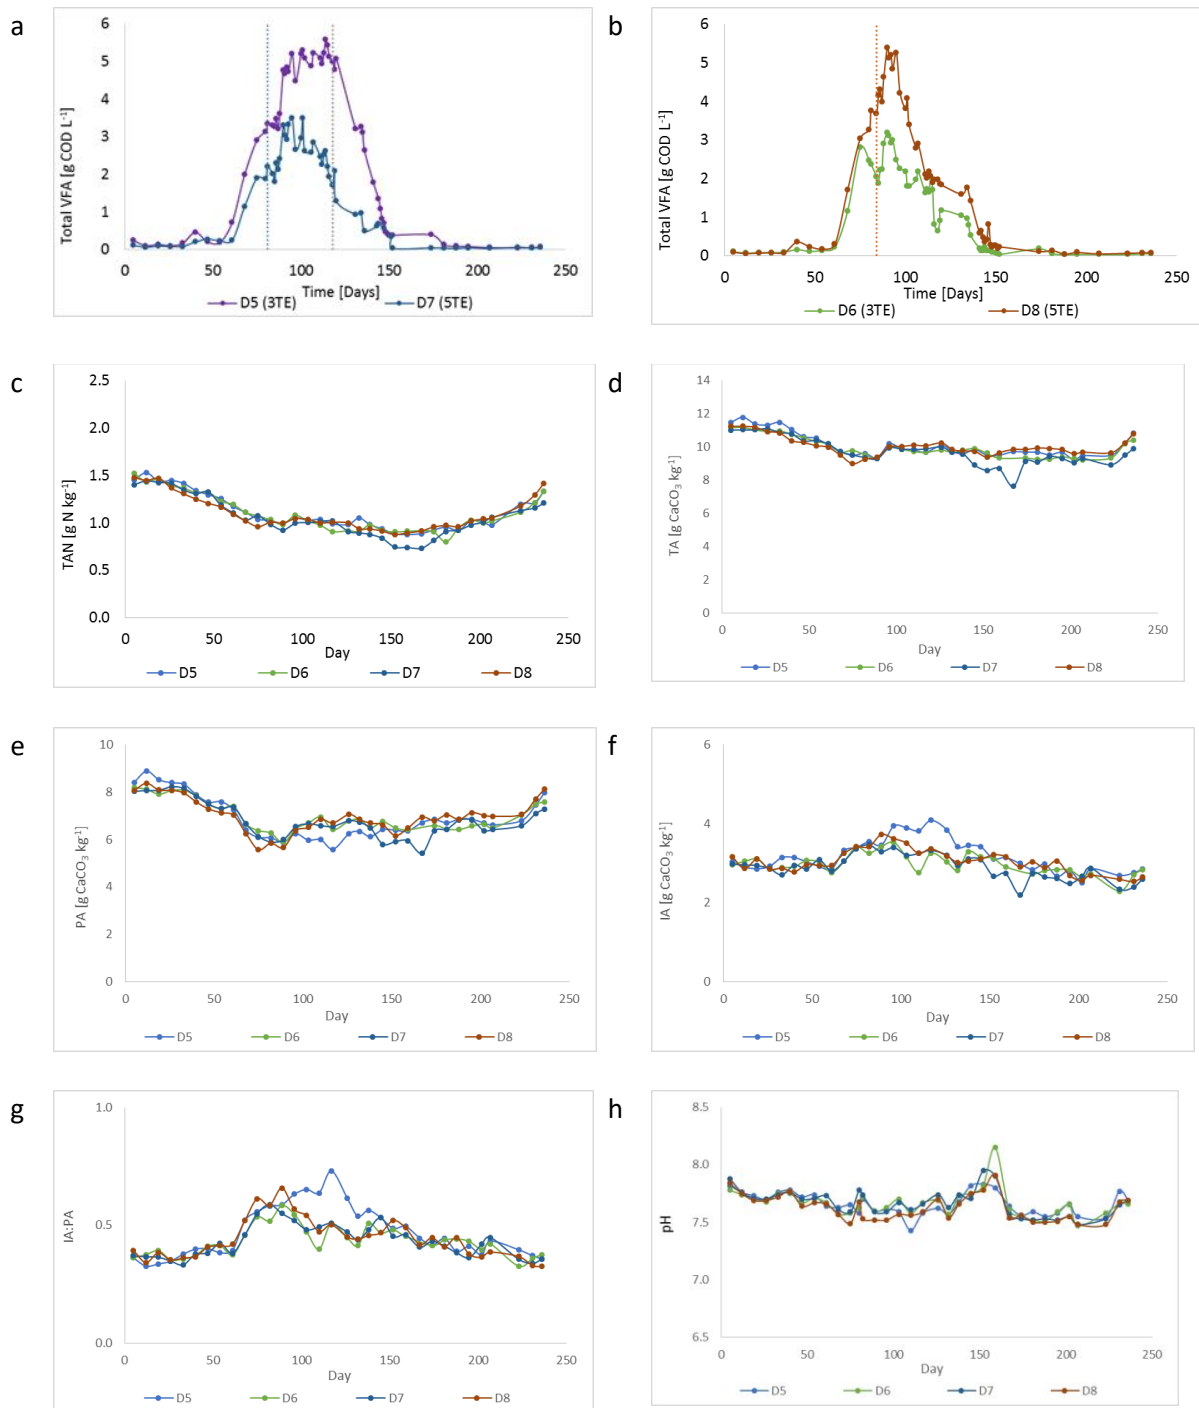 a
6
5
4
3
2
1
0
Total VFA [g COD L⁻¹]
0 50 100 150 200 250
Time [Days]
D5 (3TE) D7 (5TE)
b
6
5
4
3
2
1
0
Total VFA [g COD L⁻¹]
0 50 100 150 200 250
Time [Days]
D6 (3TE) D8 (5TE)
c
2.5
2.0
1.5
1.0
0.5
0.0
TAN [g N kg⁻¹]
0 50 100 150 200 250
Day
D5 D6 D7 D8
d
14
12
10
8
6
4
2
0
TA [g CaCO₃ kg⁻¹]
0 50 100 150 200 250
Day
D5 D6 D7 D8
e
10
8
6
4
2
0
PA [g CaCO₃ kg⁻¹]
0 50 100 150 200 250
Day
D5 D6 D7 D8
f
6
4
2
0
IA [g CaCO₃ kg⁻¹]
0 50 100 150 200 250
Day
D5 D6 D7 D8
g
1.0
0.5
0.0
IA:PA
0 50 100 150 200 250
Day
D5 D6 D7 D8
h
8.5
8.0
7.5
7.0
6.5
pH
0 50 100 150 200 250
Day
D5 D6 D7 D8